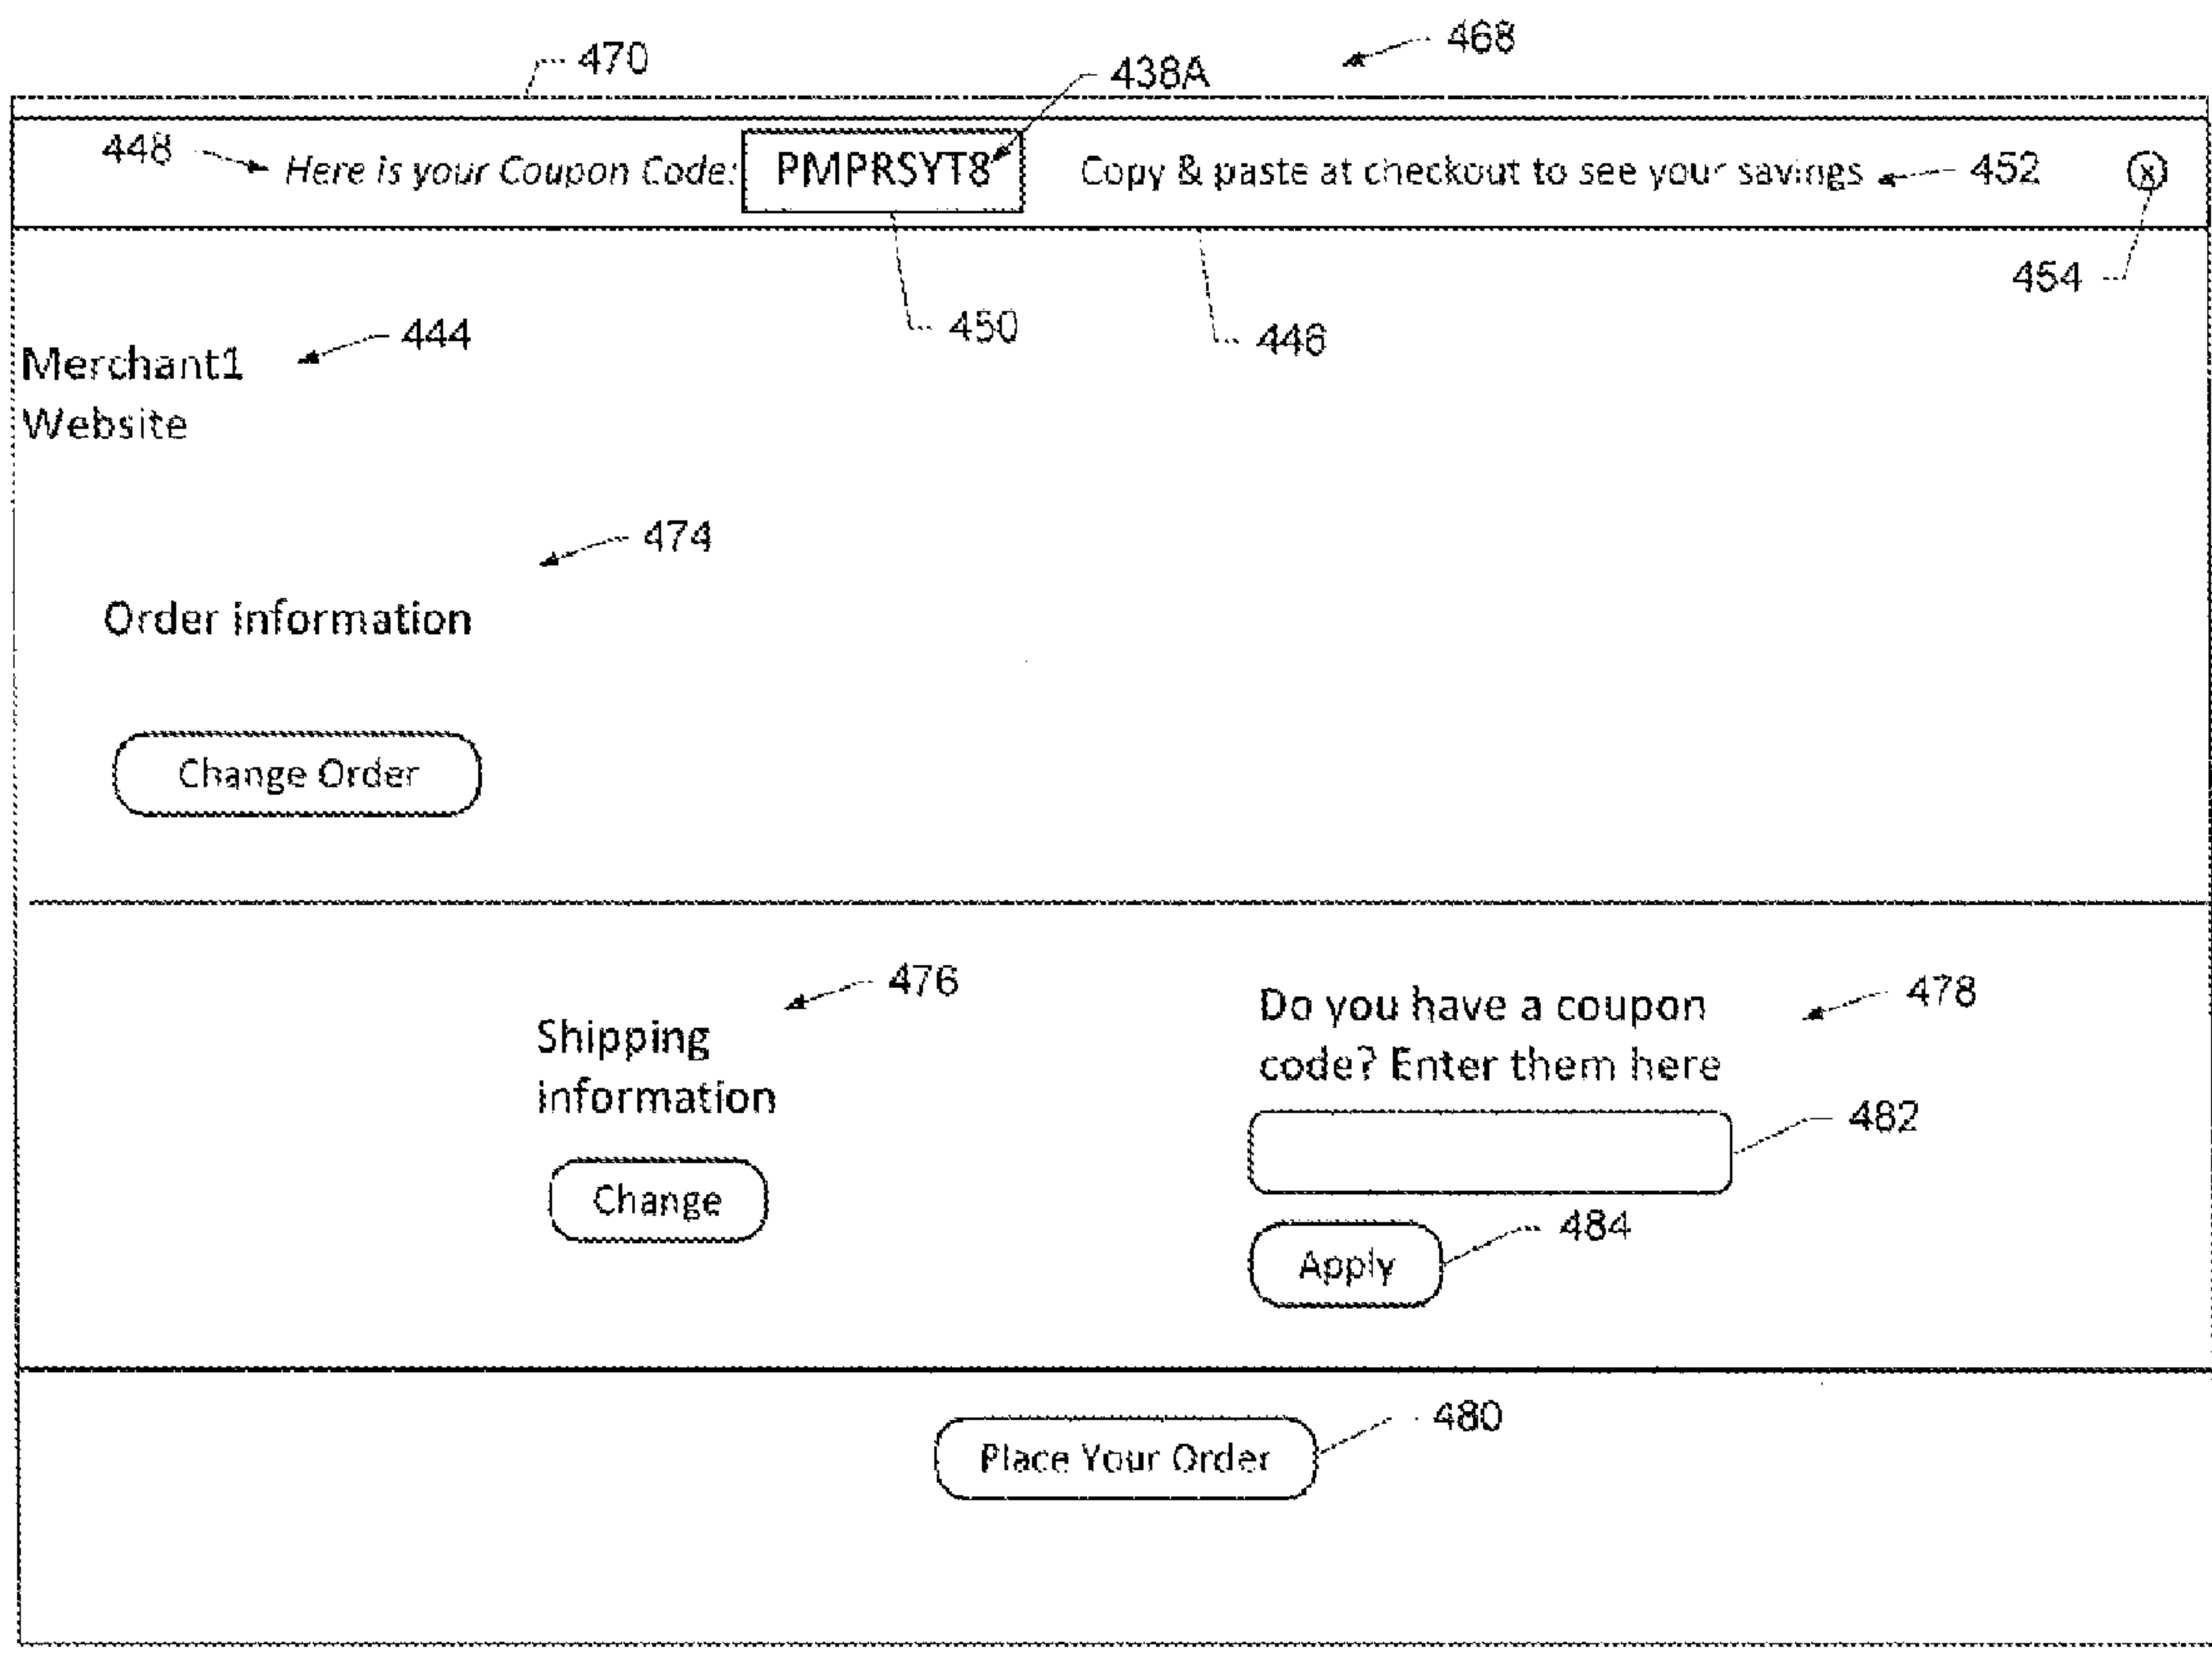 470
438A
468
448
Here is your Coupon Code: PMPRSYT8 Copy & paste at checkout to see your savings
452
x
454
450
446
444
Merchant1
Website
474
Order information
Change Order
476
478
Shipping
information
Do you have a coupon
code? Enter them here
482
Change
484
Apply
480
Place Your Order